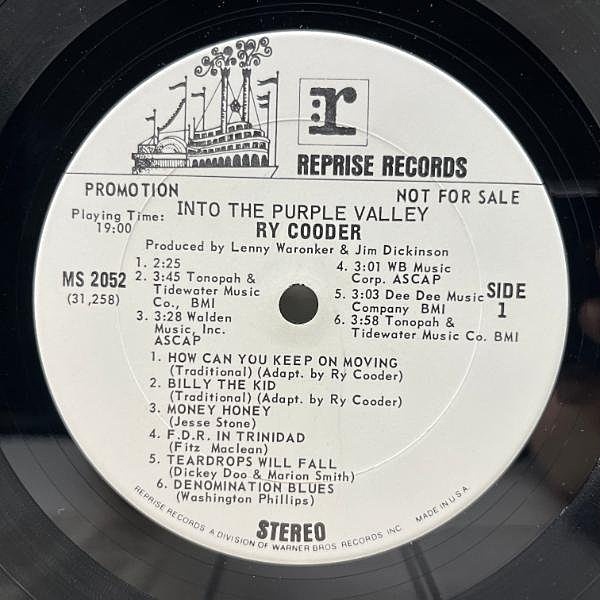 :r
REPRISE RECORDS
PROMOTION
NOT FOR SALE
Playing Time:
19:00
INTO THE PURPLE VALLEY
RY COODER
Produced by Lenny Waronker & Jim Dickinson
MS 2052
(31,258)
1. 2:25
2. 3:45 Tonopah &
Tidewater Music
Co., BMI
3. 3:28 Walden
Music, Inc.
ASCAP
4. 3:01 WB Music
Corp. ASCAP
5. 3:03 Dee Dee Music
Company BMI
6. 3:58 Tonopah &
Tidewater Music Co. BMI
SIDE
1
1. HOW CAN YOU KEEP ON MOVING
(Traditional) (Adapt. by Ry Cooder)
2. BILLY THE KID
(Traditional) (Adapt. by Ry Cooder)
3. MONEY HONEY
(Jesse Stone)
4. F.D.R. IN TRINIDAD
(Fitz Maclean)
5. TEARDROPS WILL FALL
(Dickey Doo & Marion Smith)
6. DENOMINATION BLUES
(Washington Phillips)
STEREO
REPRISE RECORDS A DIVISION OF WARNER BROS. RECORDS INC.
MADE IN U.S.A.